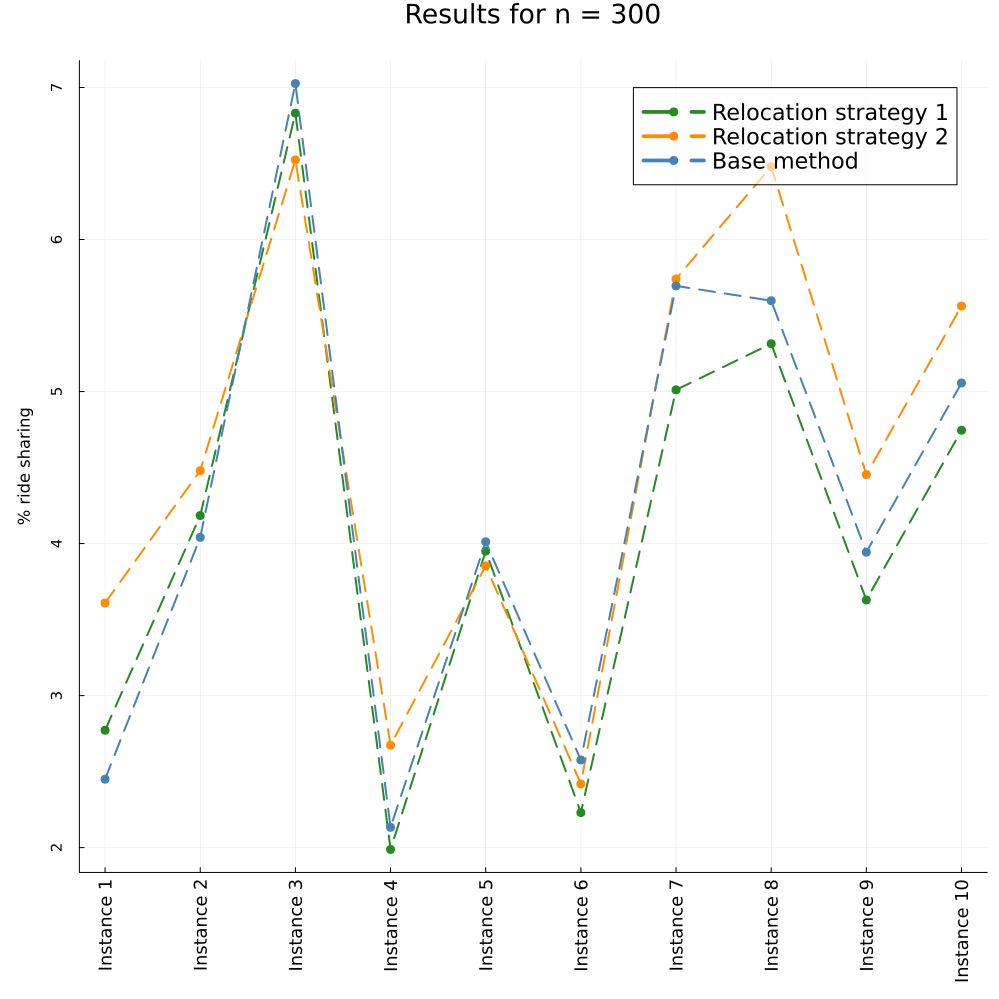 Results for n = 300
Relocation strategy 1
Relocation strategy 2
Base method
% ride sharing
7
6
5
4
3
2
Instance 1
Instance 2
Instance 3
Instance 4
Instance 5
Instance 6
Instance 7
Instance 8
Instance 9
Instance 10